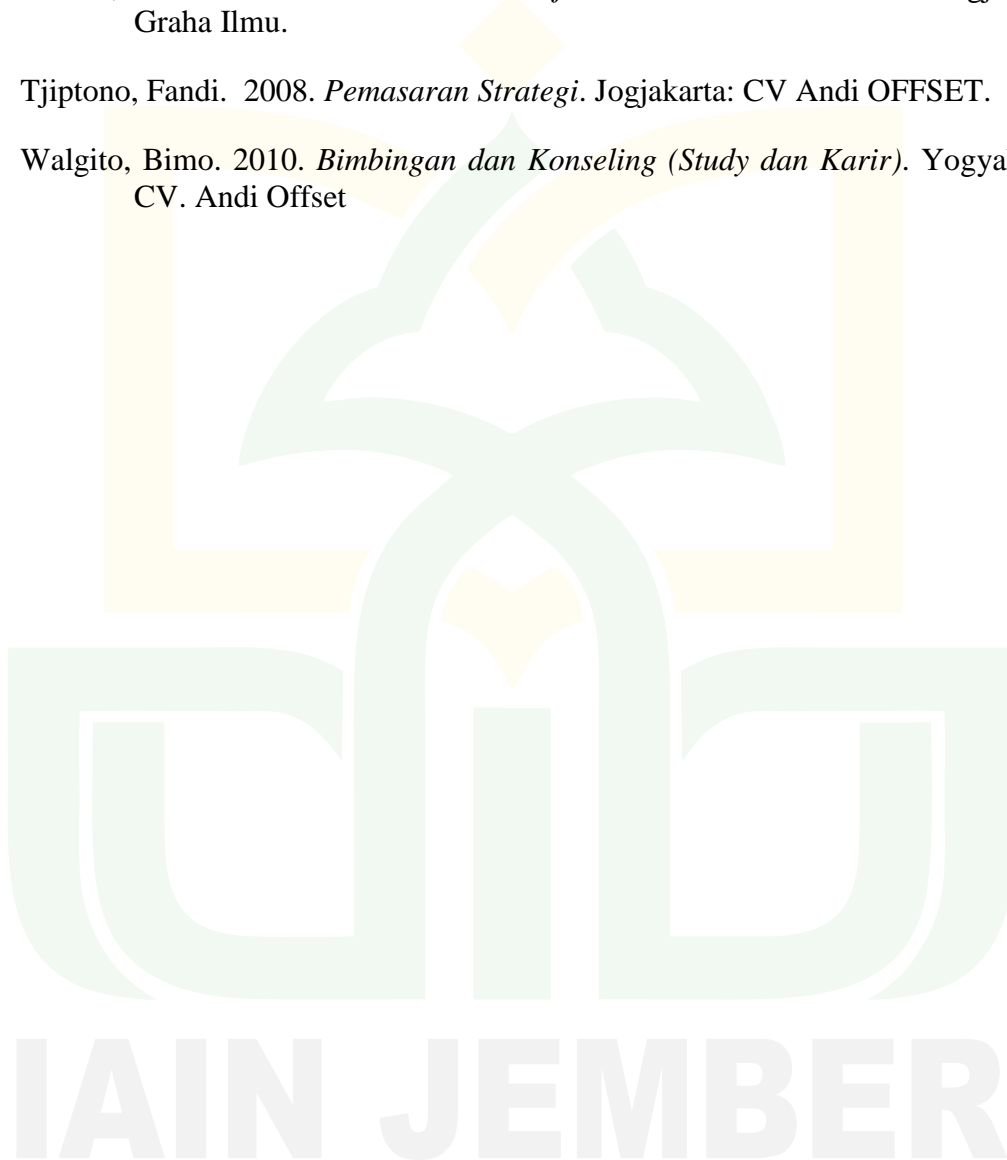 Graha Ilmu.
Tjiptono, Fandi. 2008. Pemasaran Strategi. Jogjakarta: CV Andi OFFSET.
Walgito, Bimo. 2010. Bimbingan dan Konseling (Study dan Karir). Yogya
CV. Andi Offset
IAIN JEMBER